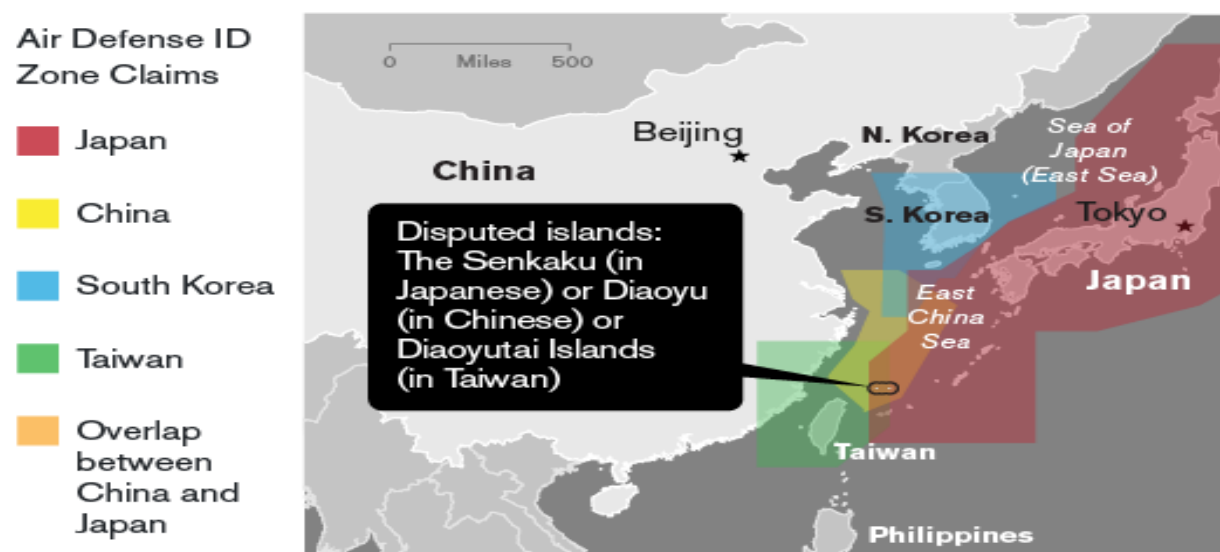 Air Defense ID
Zone Claims
Japan
China
South Korea
Taiwan
Overlap
between
China and
Japan
0 Miles 500
Beijing
China
N. Korea
Sea of
Japan
(East Sea)
S. Korea
Tokyo
Japan
Disputed islands:
The Senkaku (in
Japanese) or Diaoyu
(in Chinese) or
Diaoyutai Islands
(in Taiwan)
East
China
Sea
Taiwan
Philippines